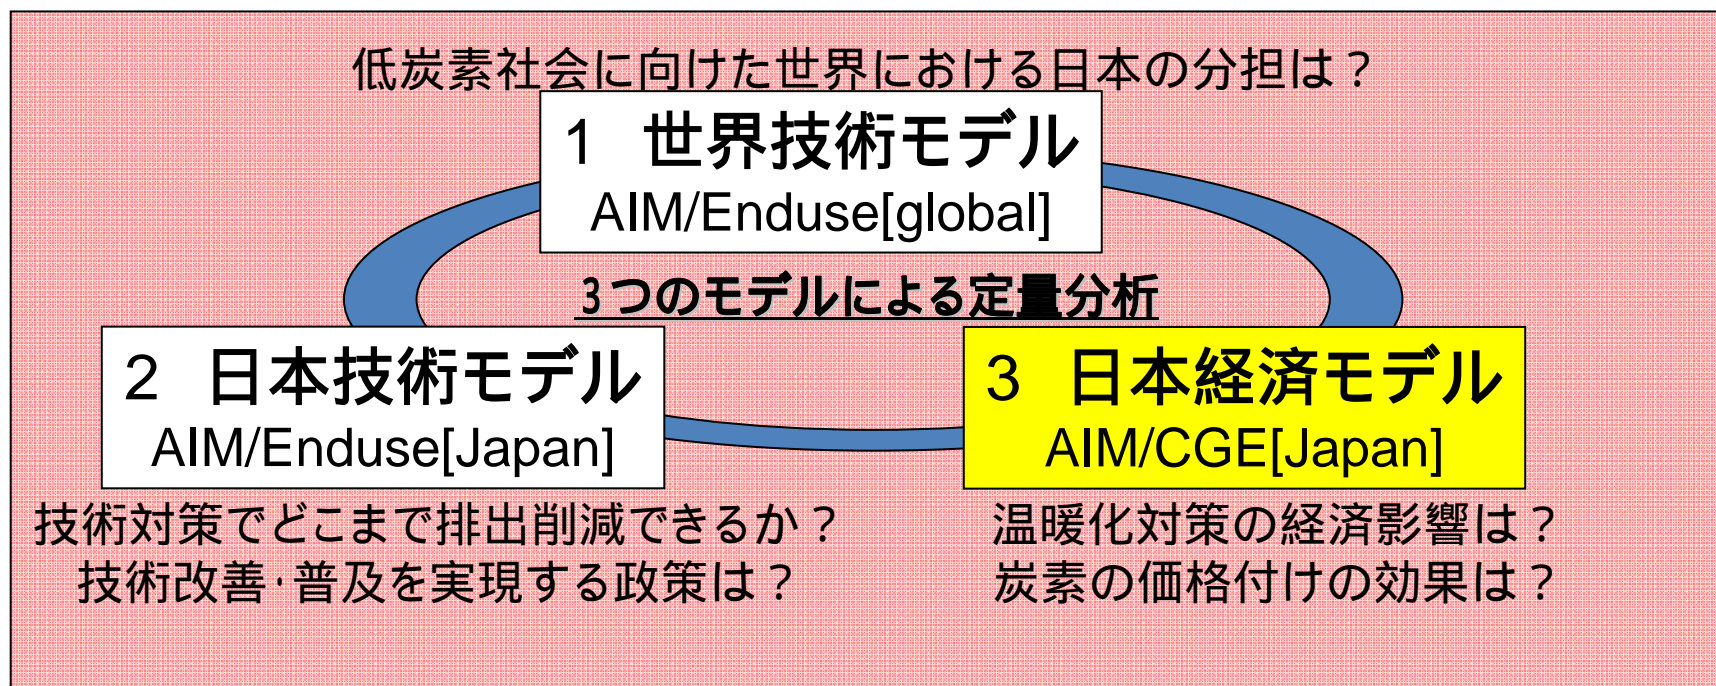 低炭素社会に向けた世界における日本の分担は？
1　世界技術モデル
AIM/Enduse[global]
3つのモデルによる定量分析
2　日本技術モデル
AIM/Enduse[Japan]
技術対策でどこまで排出削減できるか？
技術改善・普及を実現する政策は？
3　日本経済モデル
AIM/CGE[Japan]
温暖化対策の経済影響は？
炭素の価格付けの効果は？